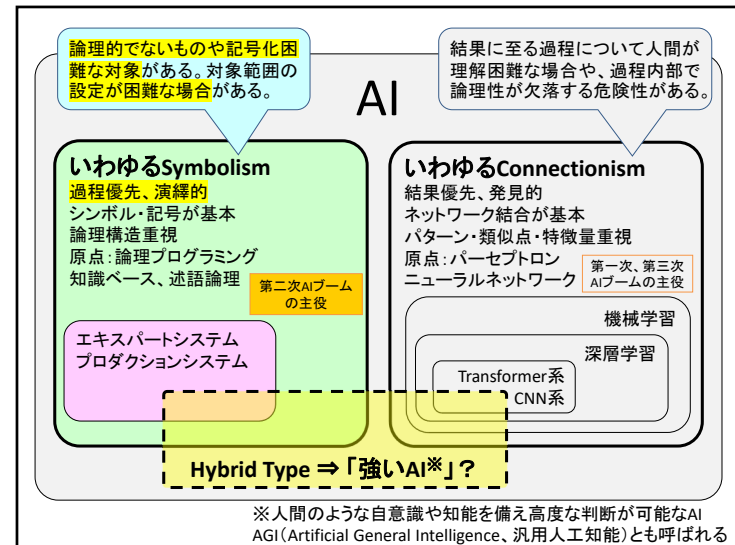 論理的でないものや記号化困
難な対象がある。対象範囲の
設定が困難な場合がある。
結果に至る過程について人間が
理解困難な場合や、過程内部で
論理性が欠落する危険性がある。
AI
いわゆるSymbolism
過程優先、演繹的
シンボル・記号が基本
論理構造重視
原点：論理プログラミング
知識ベース、述語論理
第二次AIブーム
の主役
エキスパートシステム
プロダクションシステム
いわゆるConnectionism
結果優先、発見的
ネットワーク結合が基本
パターン・類似点・特徴量重視
原点：パーセプトロン
ニューラルネットワーク
第一次、第三次
AIブームの主役
機械学習
深層学習
Transformer系
CNN系
Hybrid Type ⇒「強いAI※」？
※人間のような自意識や知能を備え高度な判断が可能なAI
AGI（Artificial General Intelligence、汎用人工知能）とも呼ばれる